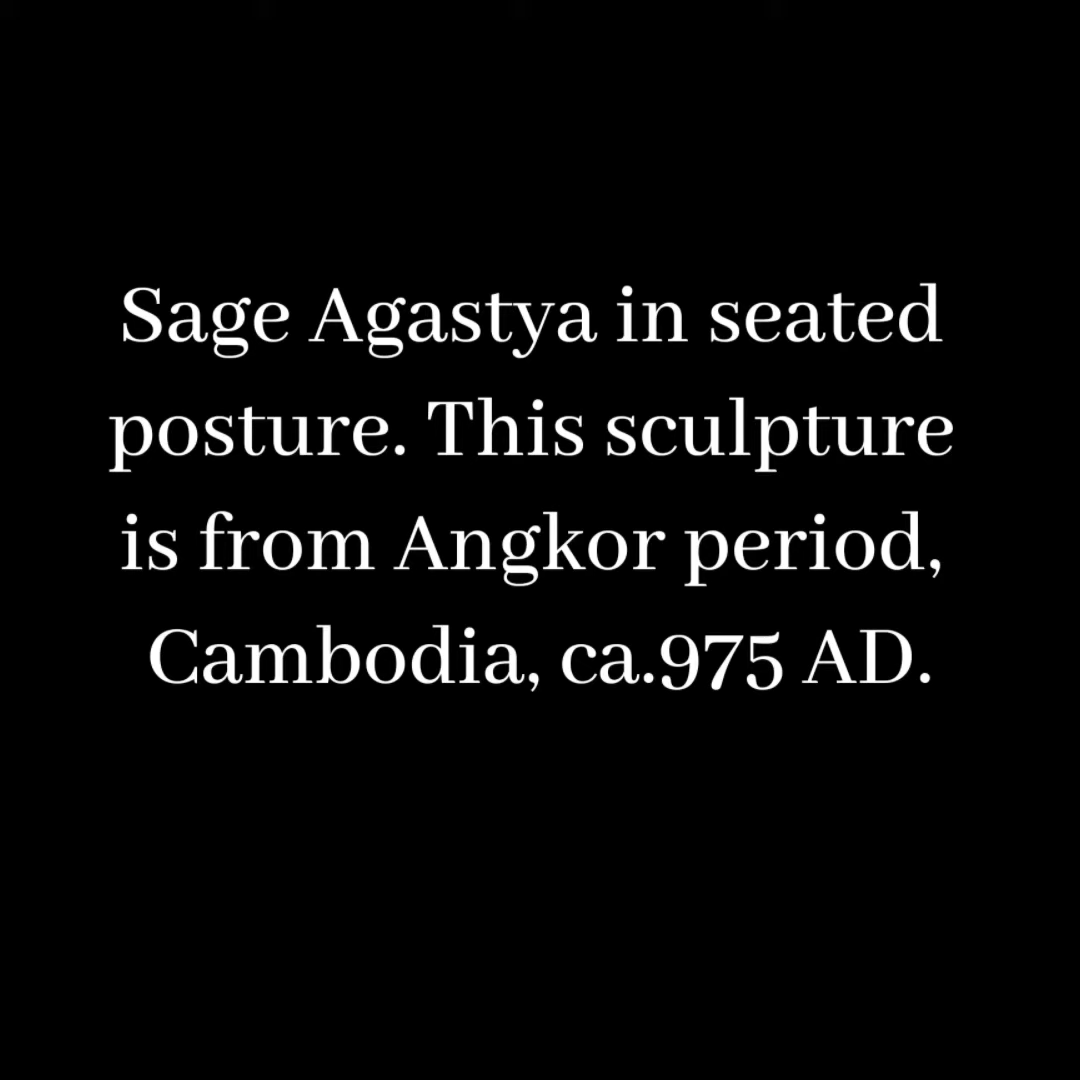 Sage Agastya in seated
posture. This sculpture
is from Angkor period,
Cambodia, ca.975 AD.